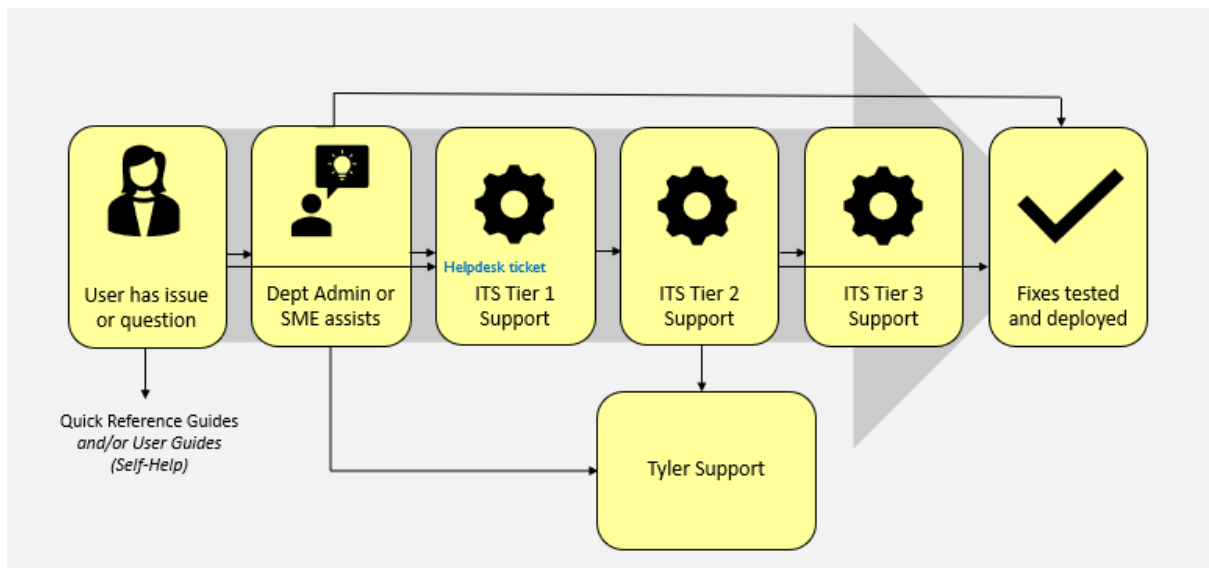 User has issue
or question
Dept Admin or
SME assists
Helpdesk ticket
ITS Tier 1
Support
ITS Tier 2
Support
ITS Tier 3
Support
Fixes tested
and deployed
Quick Reference Guides
and/or User Guides
(Self-Help)
Tyler Support